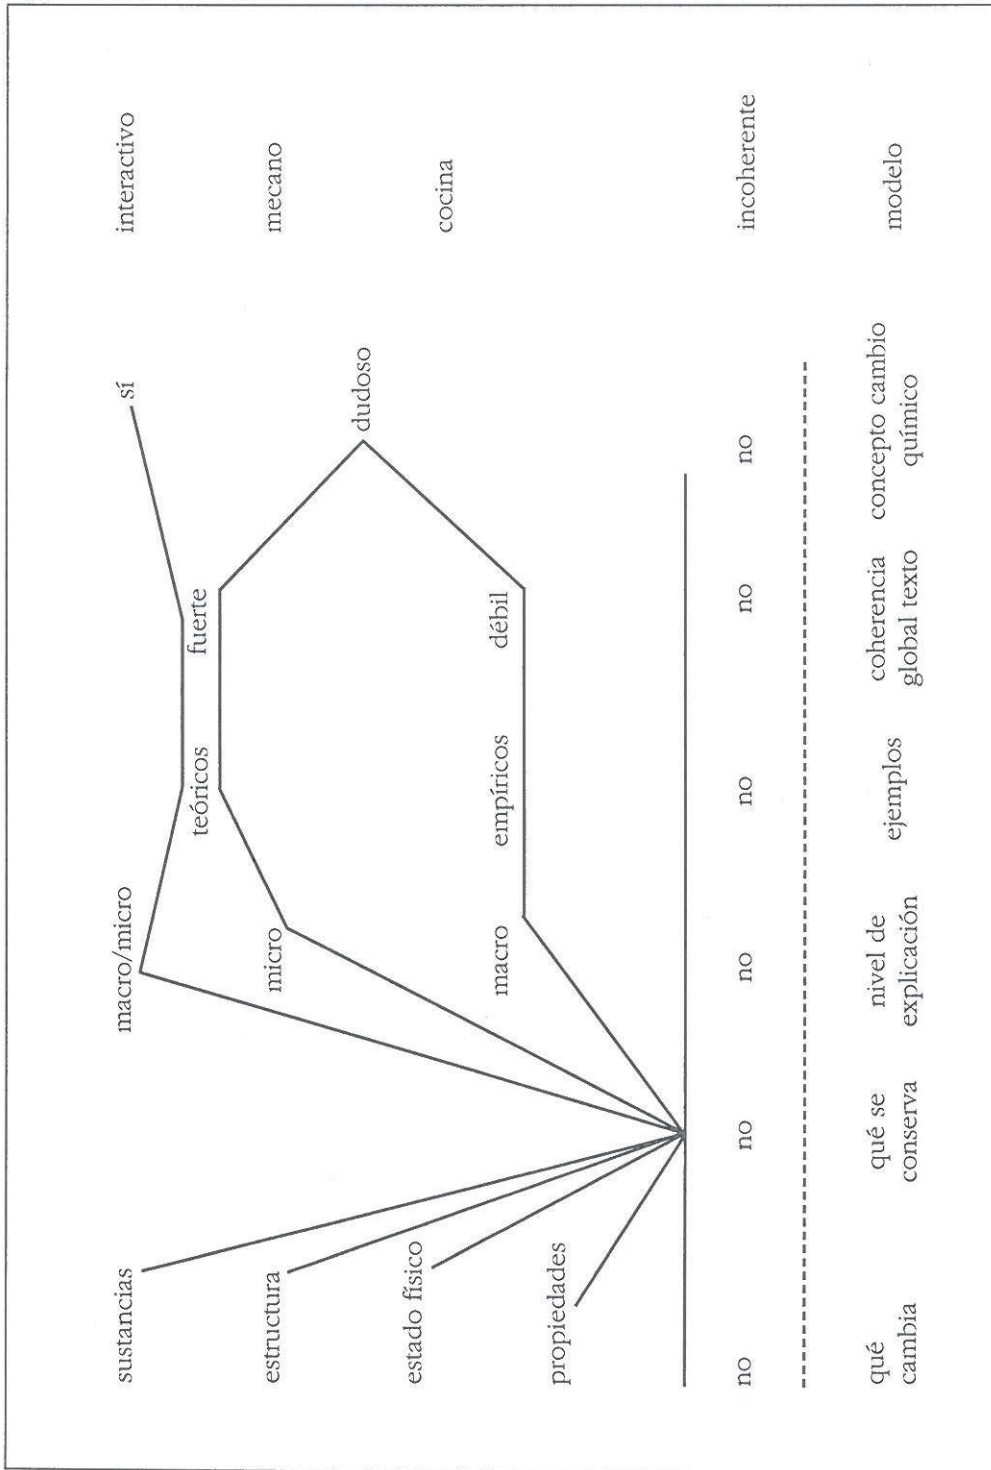 sustancias
macro/micro
sí
interactivo
teóricos
fuerte
estructura
micro
mecano
dudoso
estado físico
cocina
propiedades
macro
empíricos
débil
no
no
no
no
no
no
incoherente
qué
cambia
qué se
conserva
nivel de
explicación
ejemplos
coherencia
global texto
concepto cambio
químico
modelo